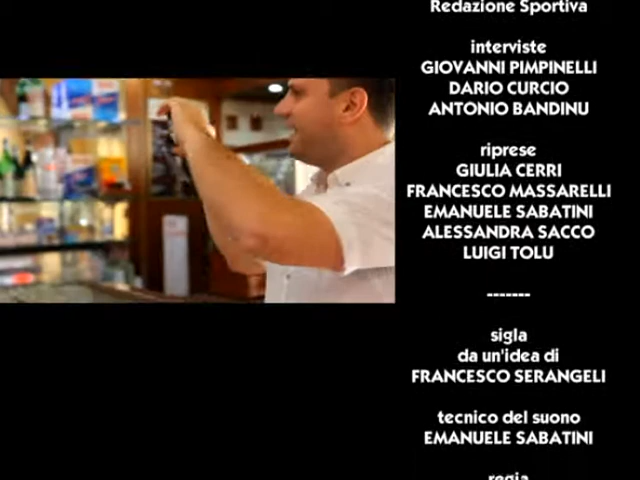 Redazione Sportiva
interviste
GIOVANNI PIMPINELLI
DARIO CURCIO
ANTONIO BANDINU
riprese
GIULIA CERRI
FRANCESCO MASSARELLI
EMANUELE SABATINI
ALESSANDRA SACCO
LUIGI TOLU
-------
sigla
da un'idea di
FRANCESCO SERANGELI
tecnico del suono
EMANUELE SABATINI
regia